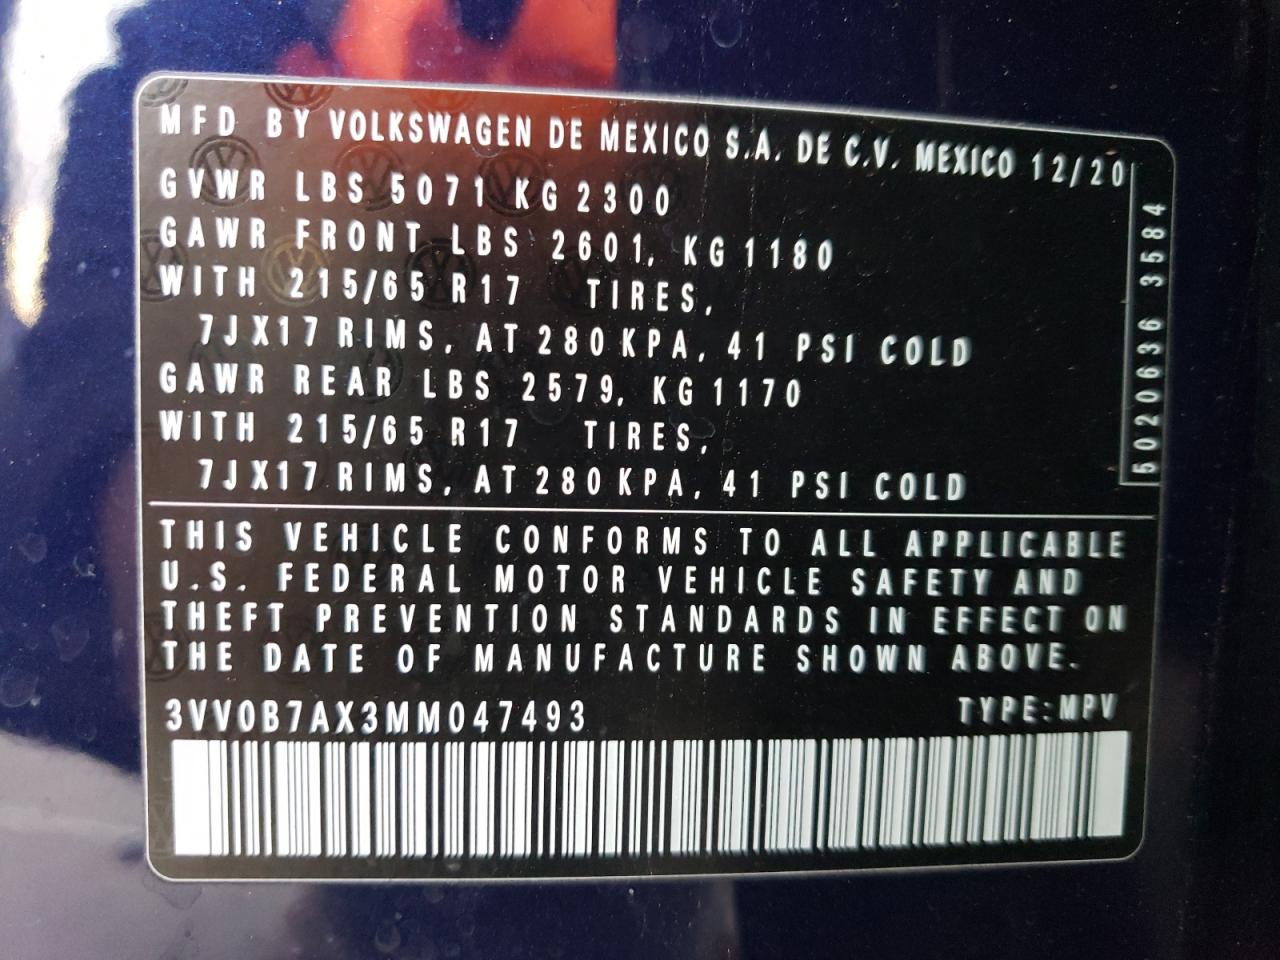 MFD BY VOLKSWAGEN DE MEXICO S.A. DE C.V. MEXICO 12/20
GVWR LBS 5071 KG 2300
GAWR FRONT LBS 2601, KG 1180
WITH 215/65 R17 TIRES,
7JX17 RIMS, AT 280 KPA, 41 PSI COLD
GAWR REAR LBS 2579, KG 1170
WITH 215/65 R17 TIRES,
7JX17 RIMS, AT 280 KPA, 41 PSI COLD
5020636 3584
THIS VEHICLE CONFORMS TO ALL APPLICABLE
U.S. FEDERAL MOTOR VEHICLE SAFETY AND
THEFT PREVENTION STANDARDS IN EFFECT ON
THE DATE OF MANUFACTURE SHOWN ABOVE.
3VV0B7AX3MM047493 TYPE:MPV